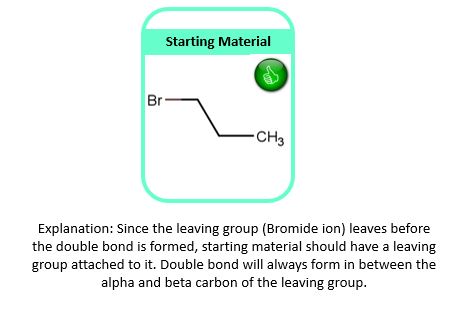 Starting Material
Br
CH3
Explanation: Since the leaving group (Bromide ion) leaves before
the double bond is formed, starting material should have a leaving
group attached to it. Double bond will always form in between the
alpha and beta carbon of the leaving group.